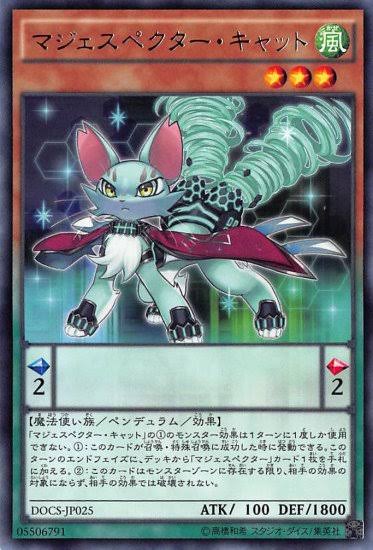 マジェスペクター・キャット
風
2
2
【魔法使い族／ペンデュラム／効果】
「マジェスペクター・キャット」の①のモンスター効果は1ターンに1度しか使用
できない。①：このカードが召喚・特殊召喚に成功した時に発動できる。この
ターンのエンドフェイズに、デッキから「マジェスペクター」カード1枚を手札
に加える。②：このカードはモンスターゾーンに存在する限り、相手の効果の
対象にならず、相手の効果では破壊されない。
DOCS-JP025
ATK/ 100 DEF/1800
05506791
©高橋和希 スタジオ・ダイス/集英社